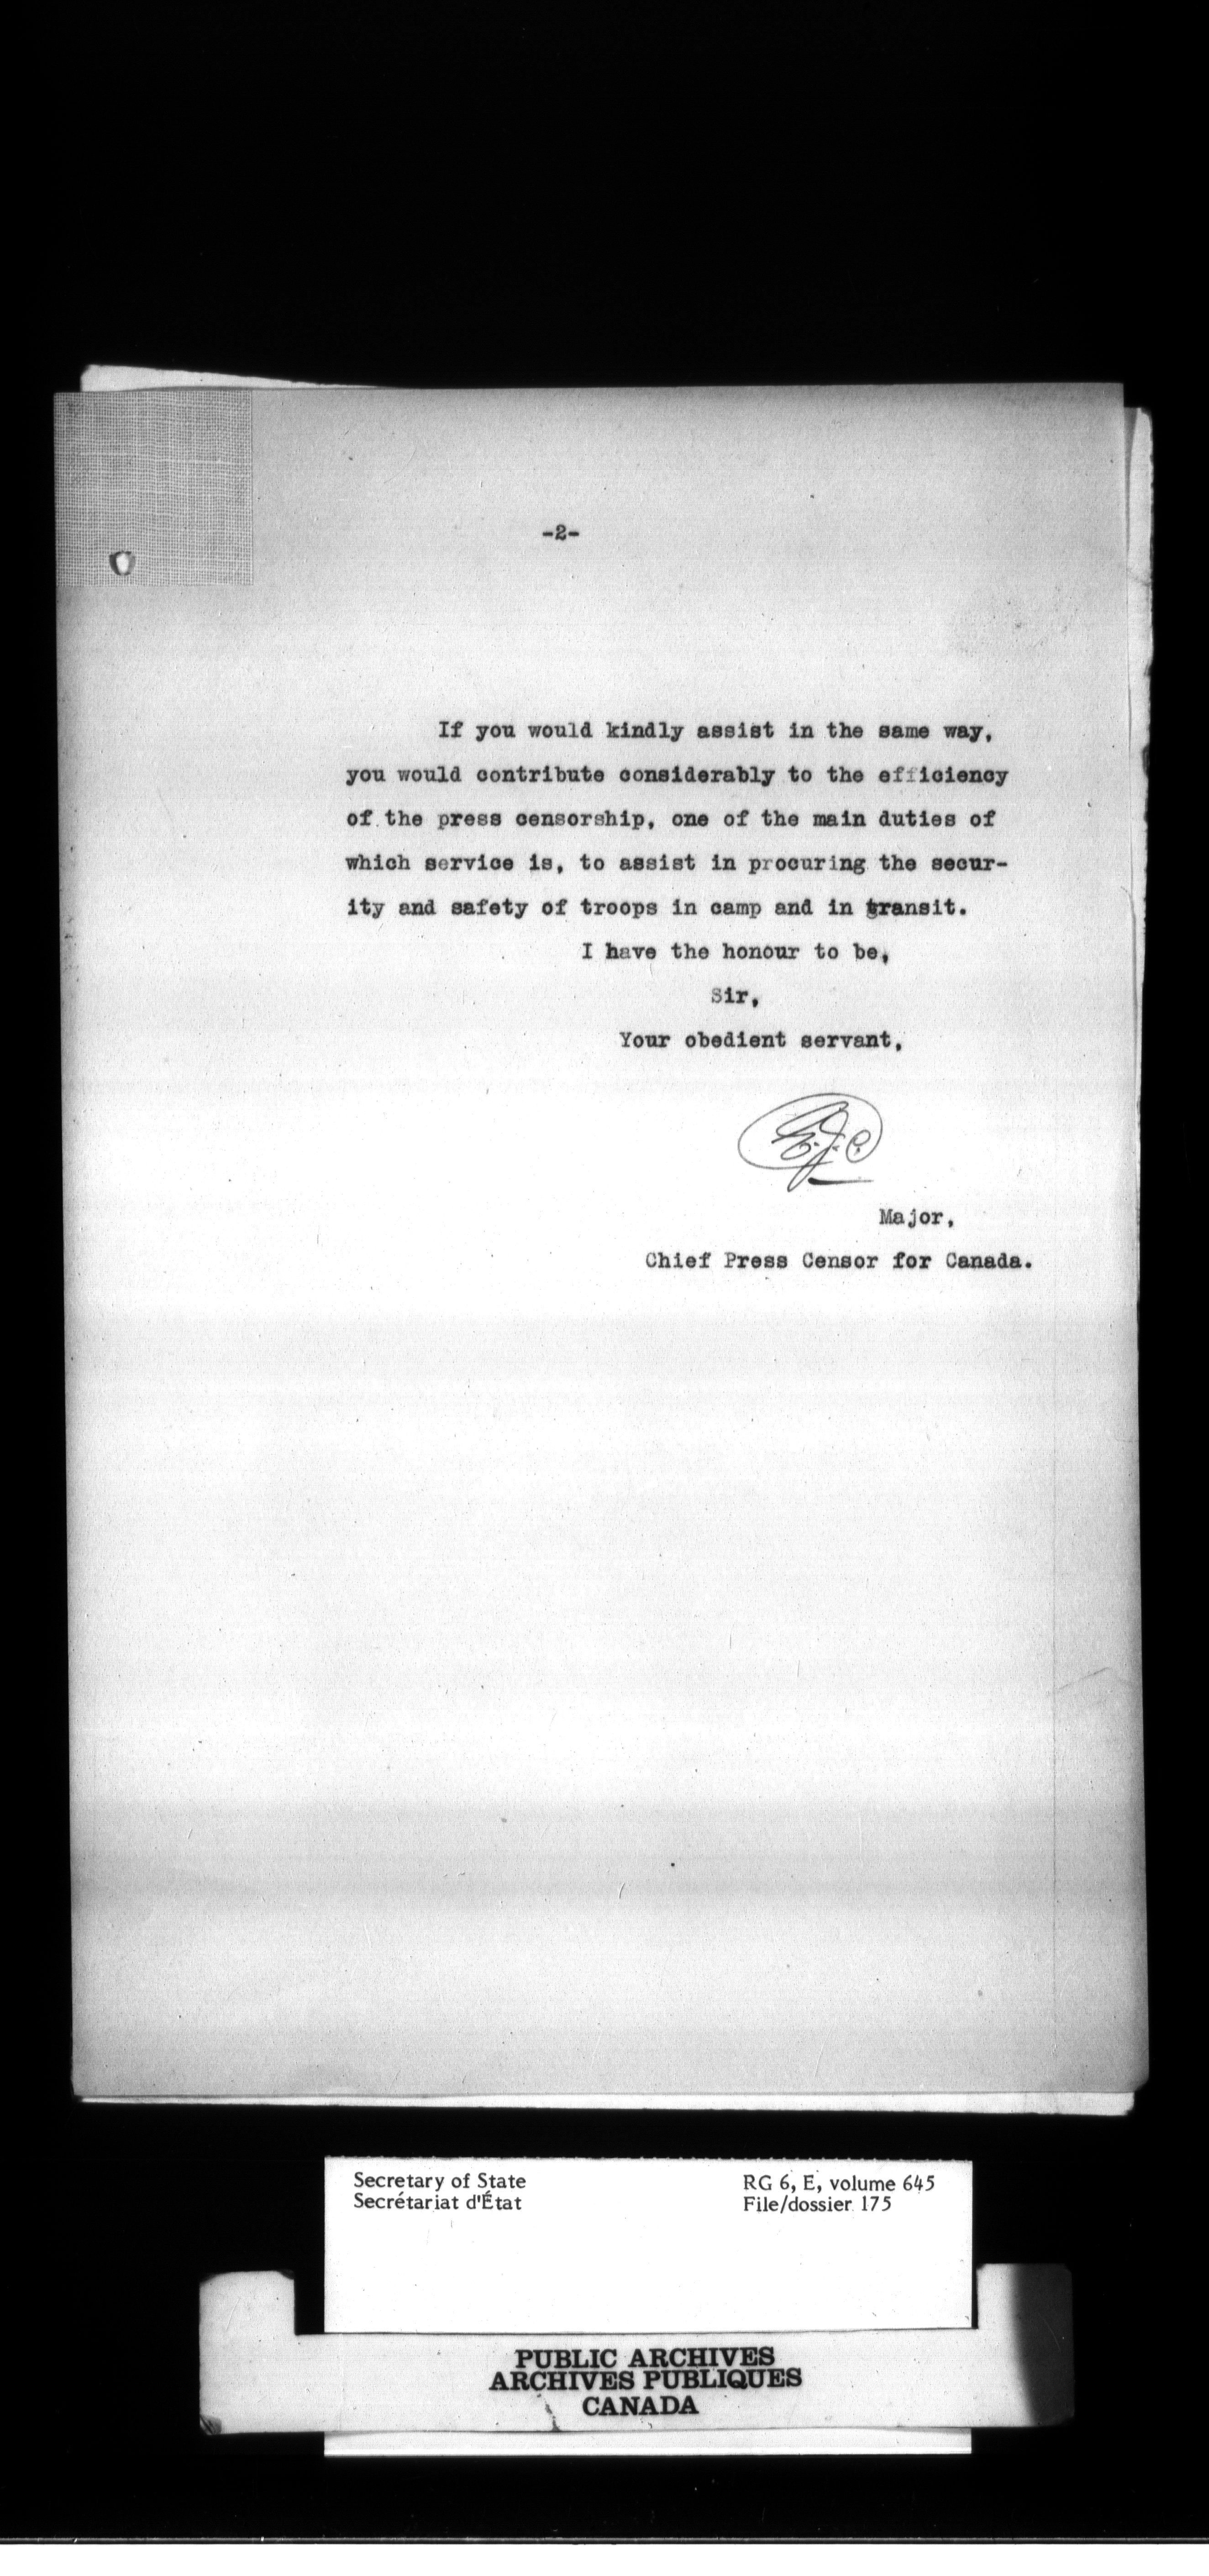 -2-
If you would kindly assist in the same way,
you would contribute considerably to the efficiency
of the press censorship, one of the main duties of
which service is, to assist in procuring the secur-
ity and safety of troops in camp and in transit.
I have the honour to be,
Sir,
Your obedient servant,
E.J.C.
Major,
Chief Press Censor for Canada.
Secretary of State
Secrétariat d'État
RG 6, E, volume 645
File/dossier 175
PUBLIC ARCHIVES
ARCHIVES PUBLIQUES
CANADA